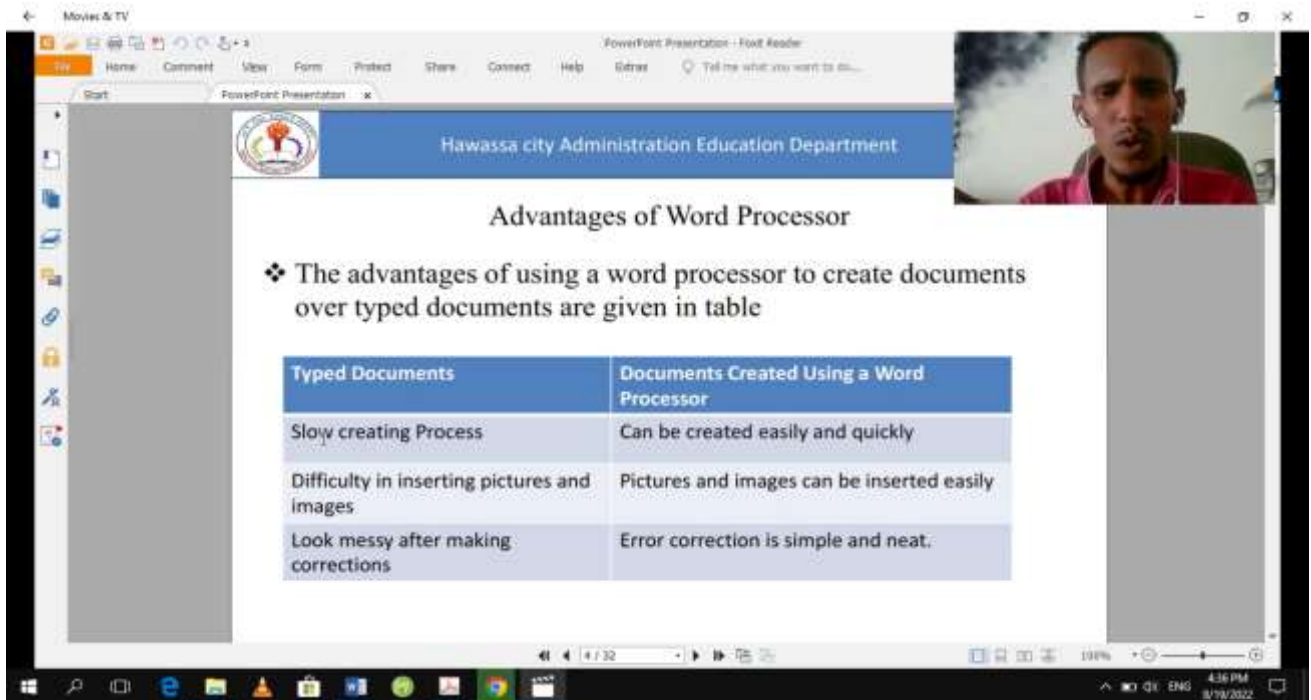 Movies & TV
PowerPoint Presentation - Foxit Reader
File Home Comment View Form Protect Share Connect Help Extras Tell me what you want to do...
Start PowerPoint Presentation
Hawassa city Administration Education Department
Advantages of Word Processor
❖ The advantages of using a word processor to create documents
over typed documents are given in table
Typed Documents
Documents Created Using a Word
Processor
Slow creating Process
Can be created easily and quickly
Difficulty in inserting pictures and
images
Pictures and images can be inserted easily
Look messy after making
corrections
Error correction is simple and neat.
4 / 32
100%
ENG
4:36 PM
8/19/2022